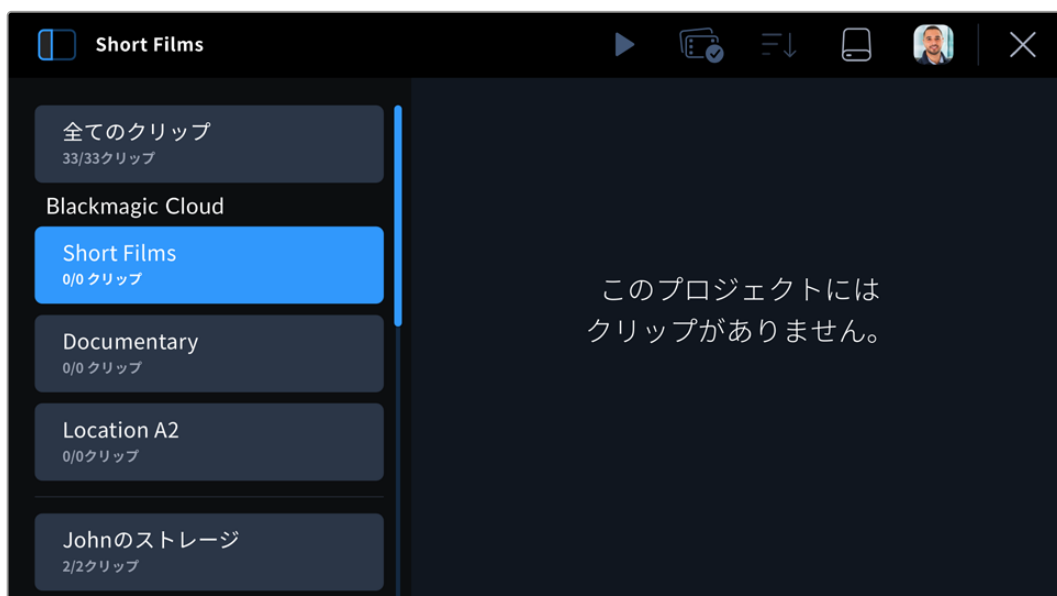 Short Films
全てのクリップ
33/33クリップ
Blackmagic Cloud
Short Films
0/0 クリップ
Documentary
0/0 クリップ
Location A2
0/0クリップ
Johnのストレージ
2/2クリップ
このプロジェクトには
クリップがありません。